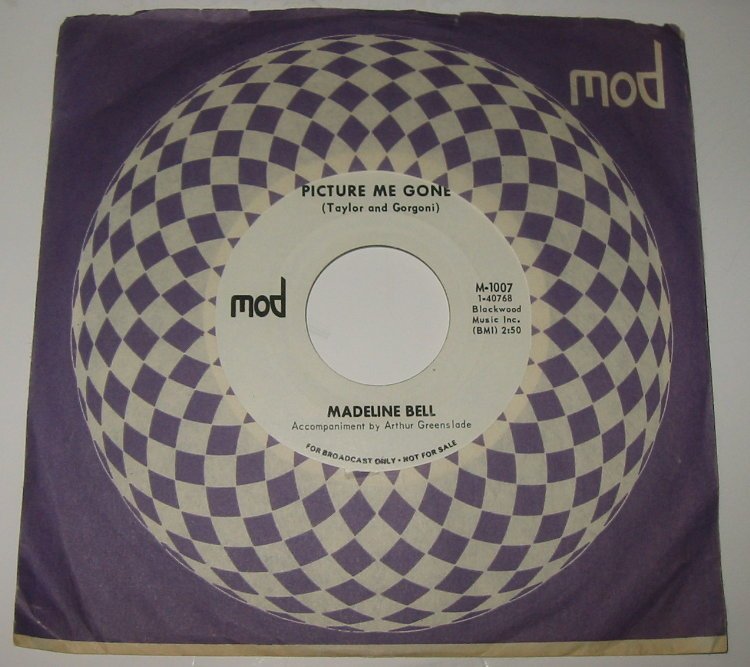 mod
PICTURE ME GONE
(Taylor and Gorgoni)
mod
M-1007
1-40768
Blackwood
Music Inc.
(BMI) 2:50
MADELINE BELL
Accompaniment by Arthur Greenslade
FOR BROADCAST ONLY • NOT FOR SALE